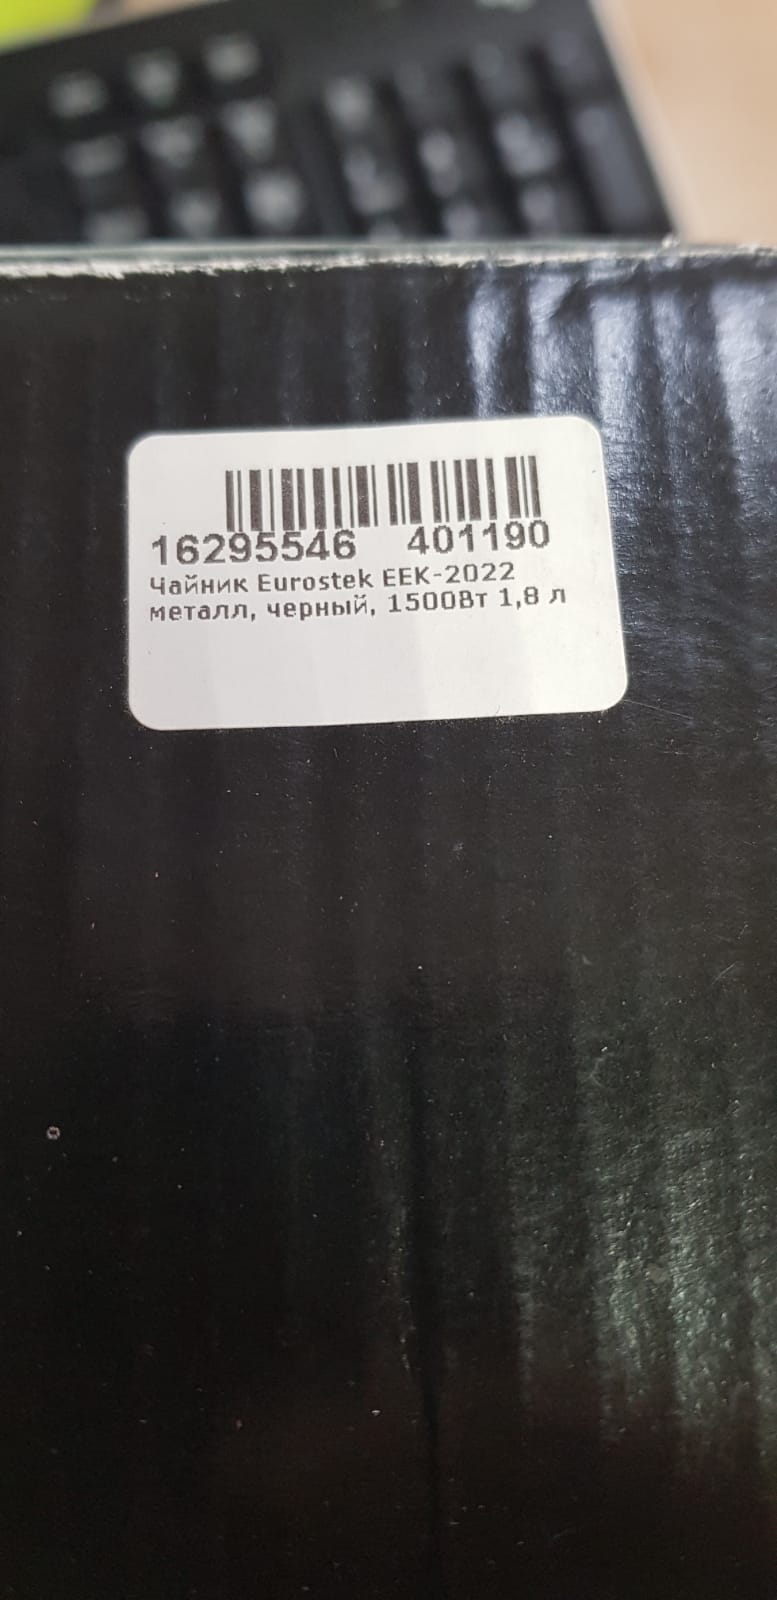 16295546 401190
Чайник Eurostek EEK-2022
металл, черный, 1500Вт 1,8 л